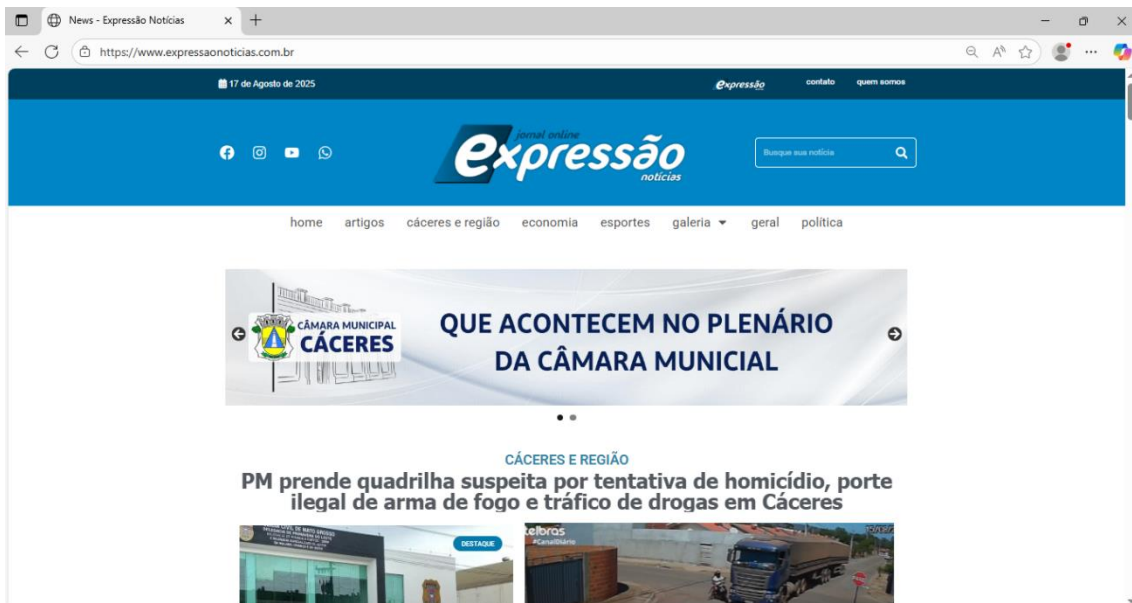 News - Expressão Notícias
https://www.expressaonoticias.com.br
17 de Agosto de 2025
expressão
contato
quem somos
jornal online
expressão
notícias
Busque sua notícia
home artigos cáceres e região economia esportes galeria geral política
CÂMARA MUNICIPAL
CÁCERES
QUE ACONTECEM NO PLENÁRIO
DA CÂMARA MUNICIAL
CÁCERES E REGIÃO
PM prende quadrilha suspeita por tentativa de homicídio, porte
ilegal de arma de fogo e tráfico de drogas em Cáceres
DESTAQUE
telbras
#CanalDiário